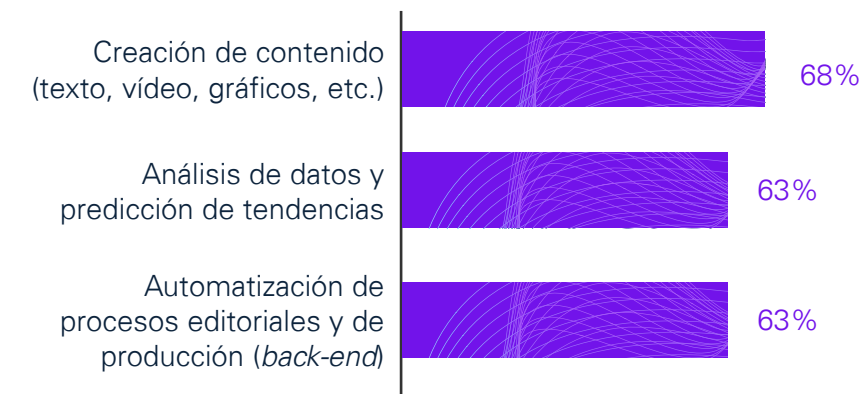 Creación de contenido
(texto, vídeo, gráficos, etc.)
68%
Análisis de datos y
predicción de tendencias
63%
Automatización de
procesos editoriales y de
producción (back-end)
63%